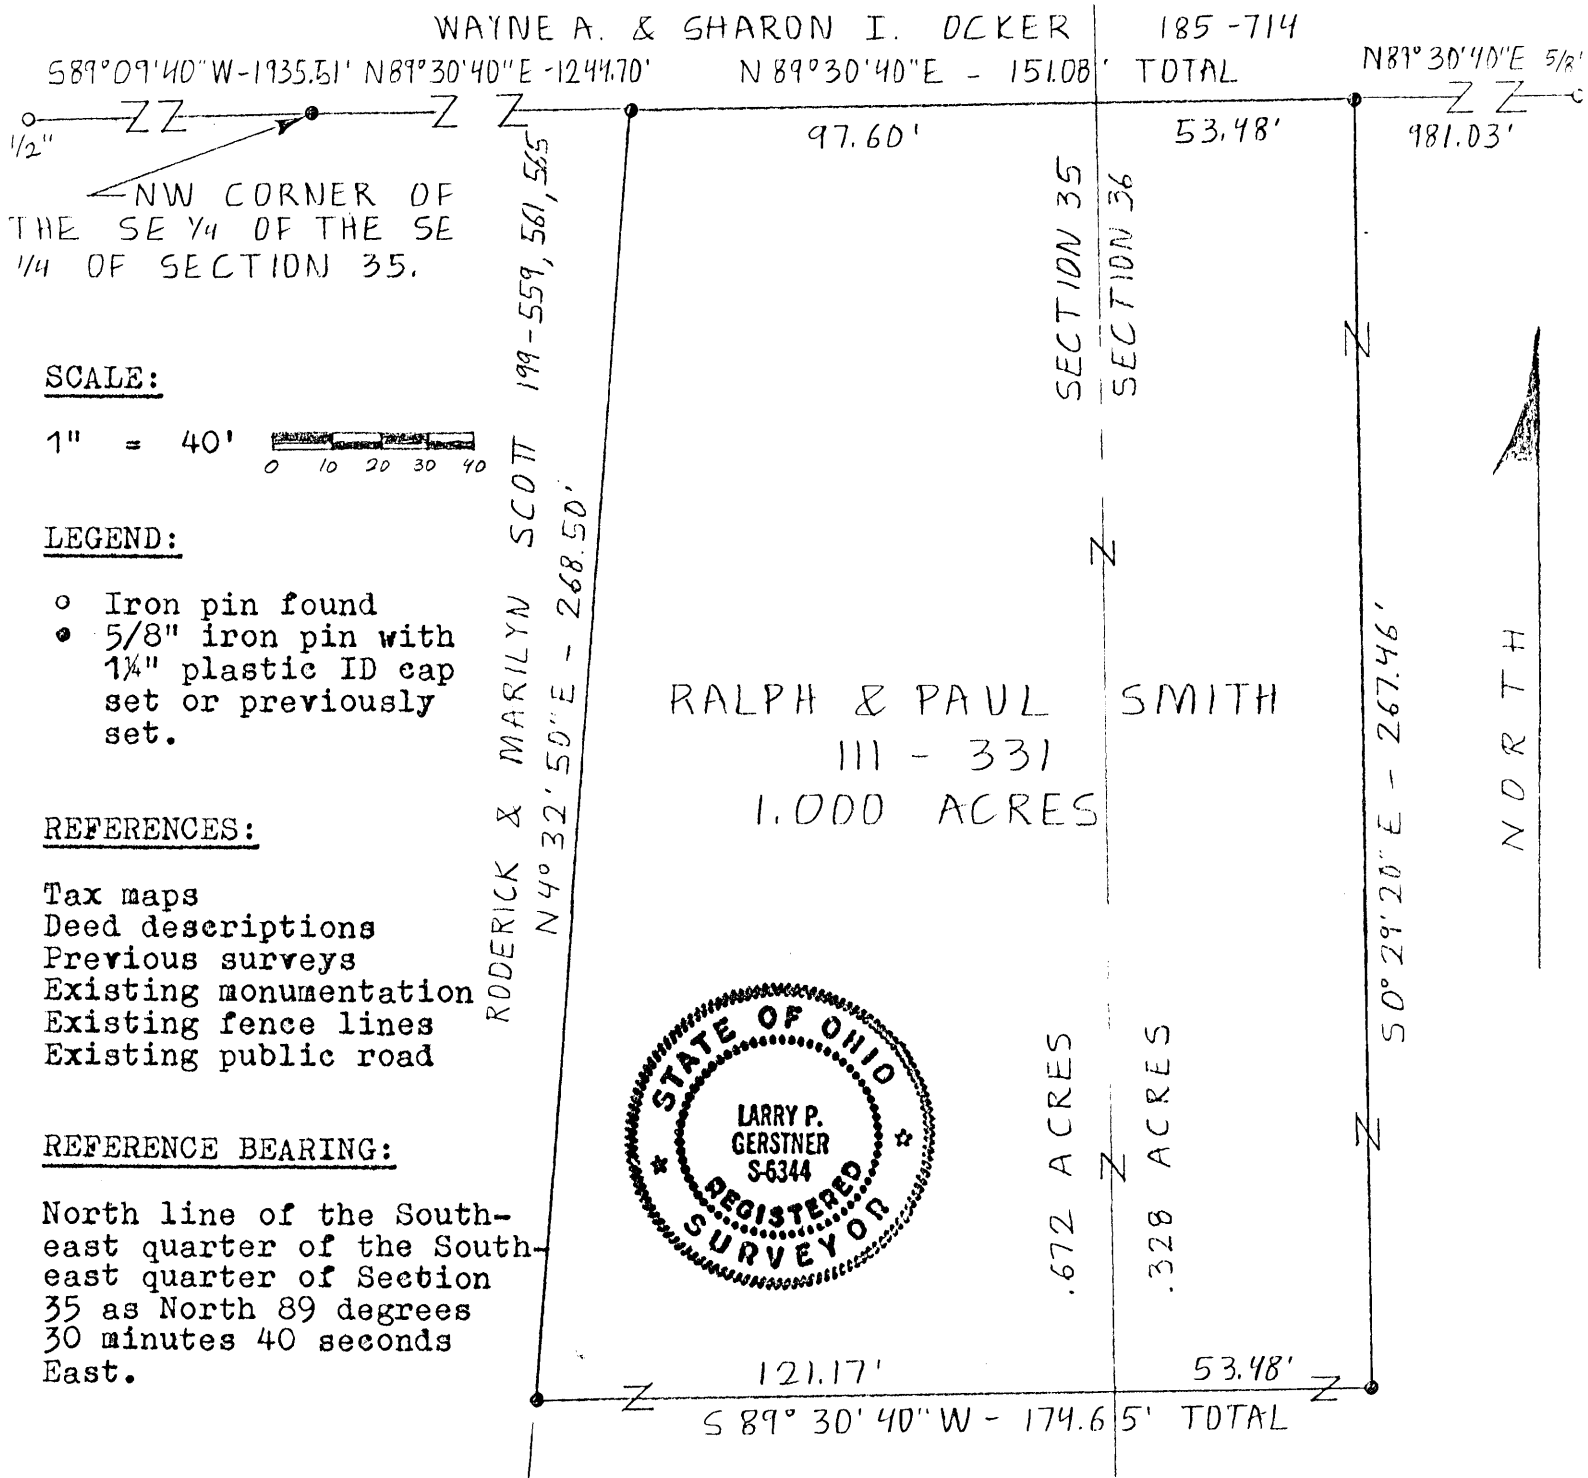 WAYNE A. & SHARON I. OCKER 185-714
S89°09'40"W-1935.51' N89°30'40"E-1244.70' N89°30'40"E - 151.08' TOTAL N89°30'40"E 5/8"
1/2"
97.60' 53.48' 981.03'
NW CORNER OF
THE SE 1/4 OF THE SE
1/4 OF SECTION 35.
SECTION 35
SECTION 36
RODERICK & MARILYN SCOTT 199-559, 561, 565
N4°32'50"E - 268.50'
SCALE:
1" = 40'
0 10 20 30 40
LEGEND:
Iron pin found
5/8" iron pin with
1¼" plastic ID cap
set or previously
set.
RALPH & PAUL SMITH
111 - 331
1.000 ACRES
S0°29'20"E - 267.46'
NORTH
REFERENCES:
Tax maps
Deed descriptions
Previous surveys
Existing monumentation
Existing fence lines
Existing public road
STATE OF OHIO
LARRY P.
GERSTNER
S-6344
REGISTERED
SURVEYOR
.672 ACRES
.328 ACRES
REFERENCE BEARING:
North line of the South-
east quarter of the South-
east quarter of Section
35 as North 89 degrees
30 minutes 40 seconds
East.
121.17' 53.48'
S89°30'40"W - 174.65' TOTAL